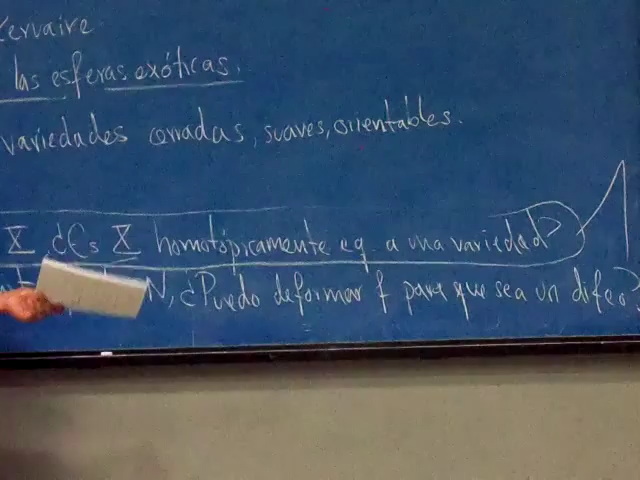 Kervaire
las esferas exóticas.
variedades cerradas, suaves, orientables.
X ¿Es X homotópicamente eq. a una variedad?
N, ¿Puedo deformar f para que sea un difeo?